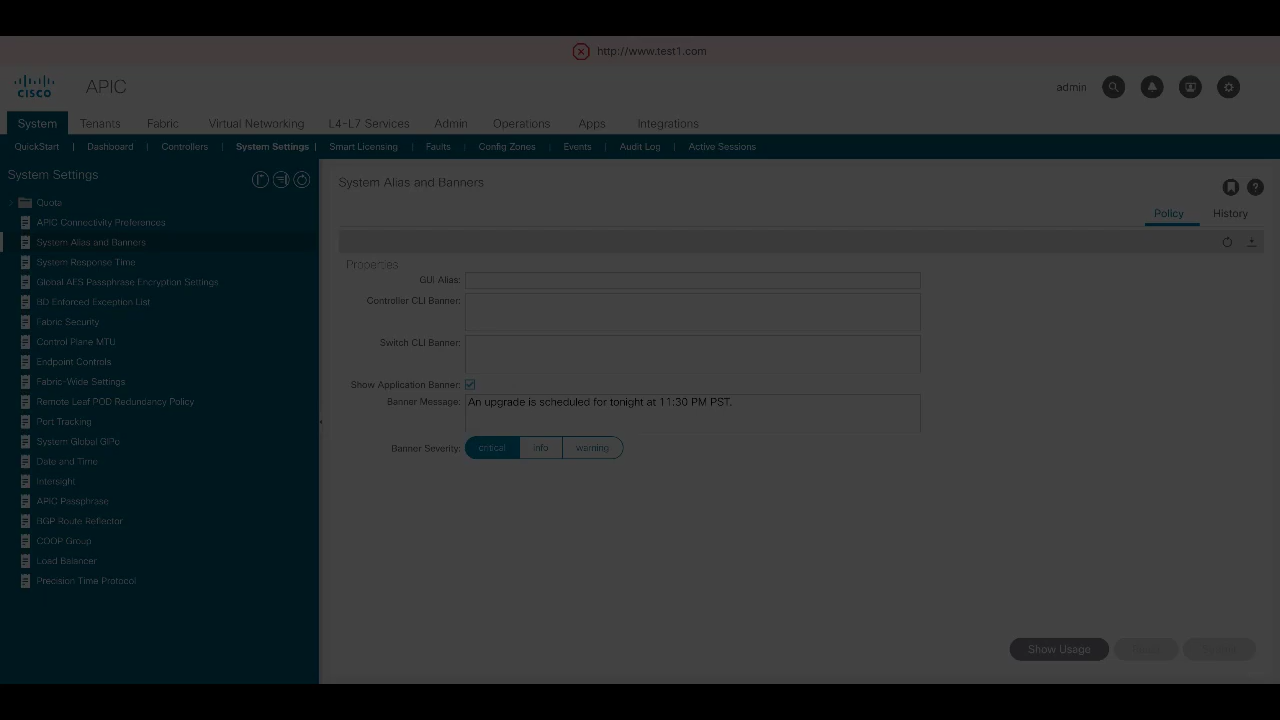 http://www.test1.com
CISCO
APIC
admin
System Tenants Fabric Virtual Networking L4-L7 Services Admin Operations Apps Integrations
QuickStart | Dashboard | Controllers | System Settings | Smart Licensing | Faults | Config Zones | Events | Audit Log | Active Sessions
System Settings
Quota
APIC Connectivity Preferences
System Alias and Banners
System Response Time
Global AES Passphrase Encryption Settings
BD Enforced Exception List
Fabric Security
Control Plane MTU
Endpoint Controls
Fabric-Wide Settings
Remote Leaf POD Redundancy Policy
Port Tracking
System Global GIPo
Date and Time
Intersight
APIC Passphrase
BGP Route Reflector
COOP Group
Load Balancer
Precision Time Protocol
System Alias and Banners
Policy History
Properties
GUI Alias:
Controller CLI Banner:
Switch CLI Banner:
Show Application Banner:
Banner Message: An upgrade is scheduled for tonight at 11:30 PM PST.
Banner Severity: critical info warning
Show Usage